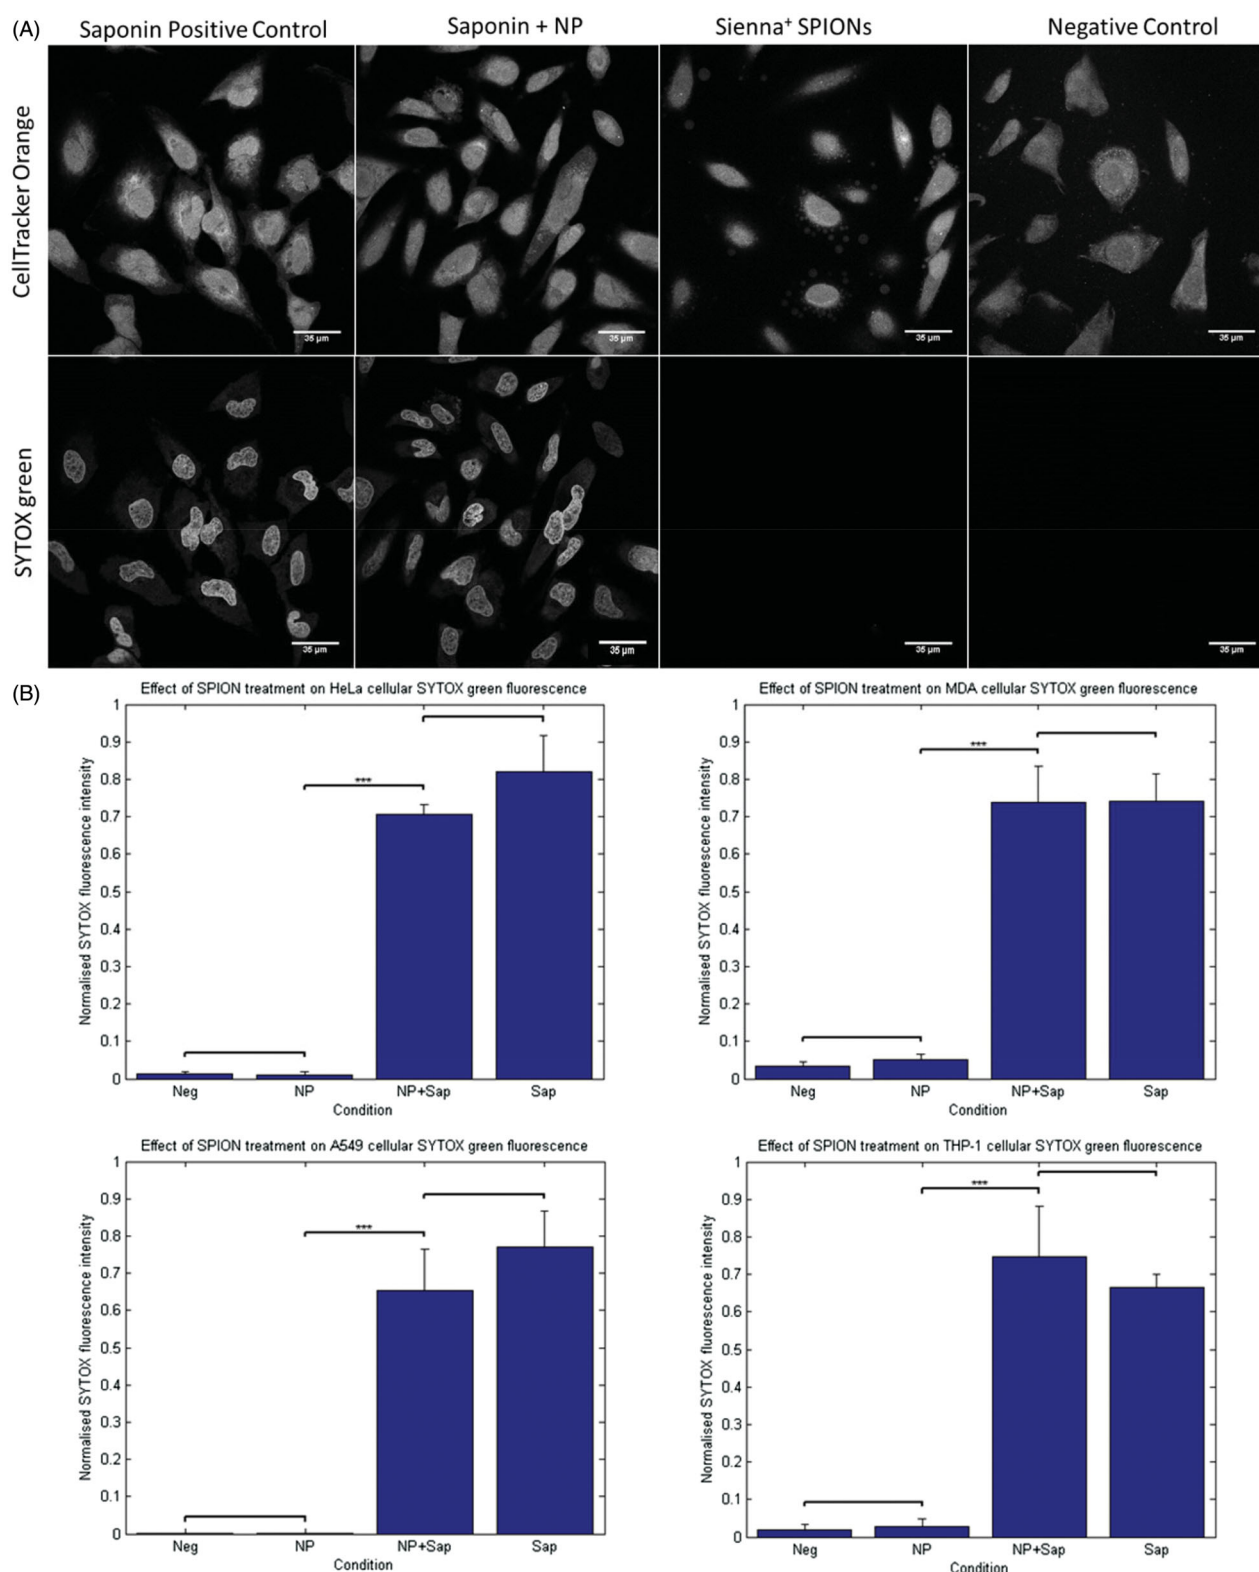 (A)
Saponin Positive Control
Saponin + NP
Sienna⁺ SPIONs
Negative Control
CellTracker Orange
35 µm
35 µm
35 µm
35 µm
SYTOX green
35 µm
35 µm
35 µm
35 µm
(B)
Effect of SPION treatment on HeLa cellular SYTOX green fluorescence
Normalised SYTOX fluorescence intensity
1
0.9
0.8
0.7
0.6
0.5
0.4
0.3
0.2
0.1
0
***
Neg
NP
NP+Sap
Sap
Condition
Effect of SPION treatment on MDA cellular SYTOX green fluorescence
Normalised SYTOX fluorescence intensity
1
0.9
0.8
0.7
0.6
0.5
0.4
0.3
0.2
0.1
0
***
Neg
NP
NP+Sap
Sap
Condition
Effect of SPION treatment on A549 cellular SYTOX green fluorescence
Normalised SYTOX fluorescence intensity
1
0.9
0.8
0.7
0.6
0.5
0.4
0.3
0.2
0.1
0
***
Neg
NP
NP+Sap
Sap
Condition
Effect of SPION treatment on THP-1 cellular SYTOX green fluorescence
Normalised SYTOX fluorescence intensity
1
0.9
0.8
0.7
0.6
0.5
0.4
0.3
0.2
0.1
0
***
Neg
NP
NP+Sap
Sap
Condition